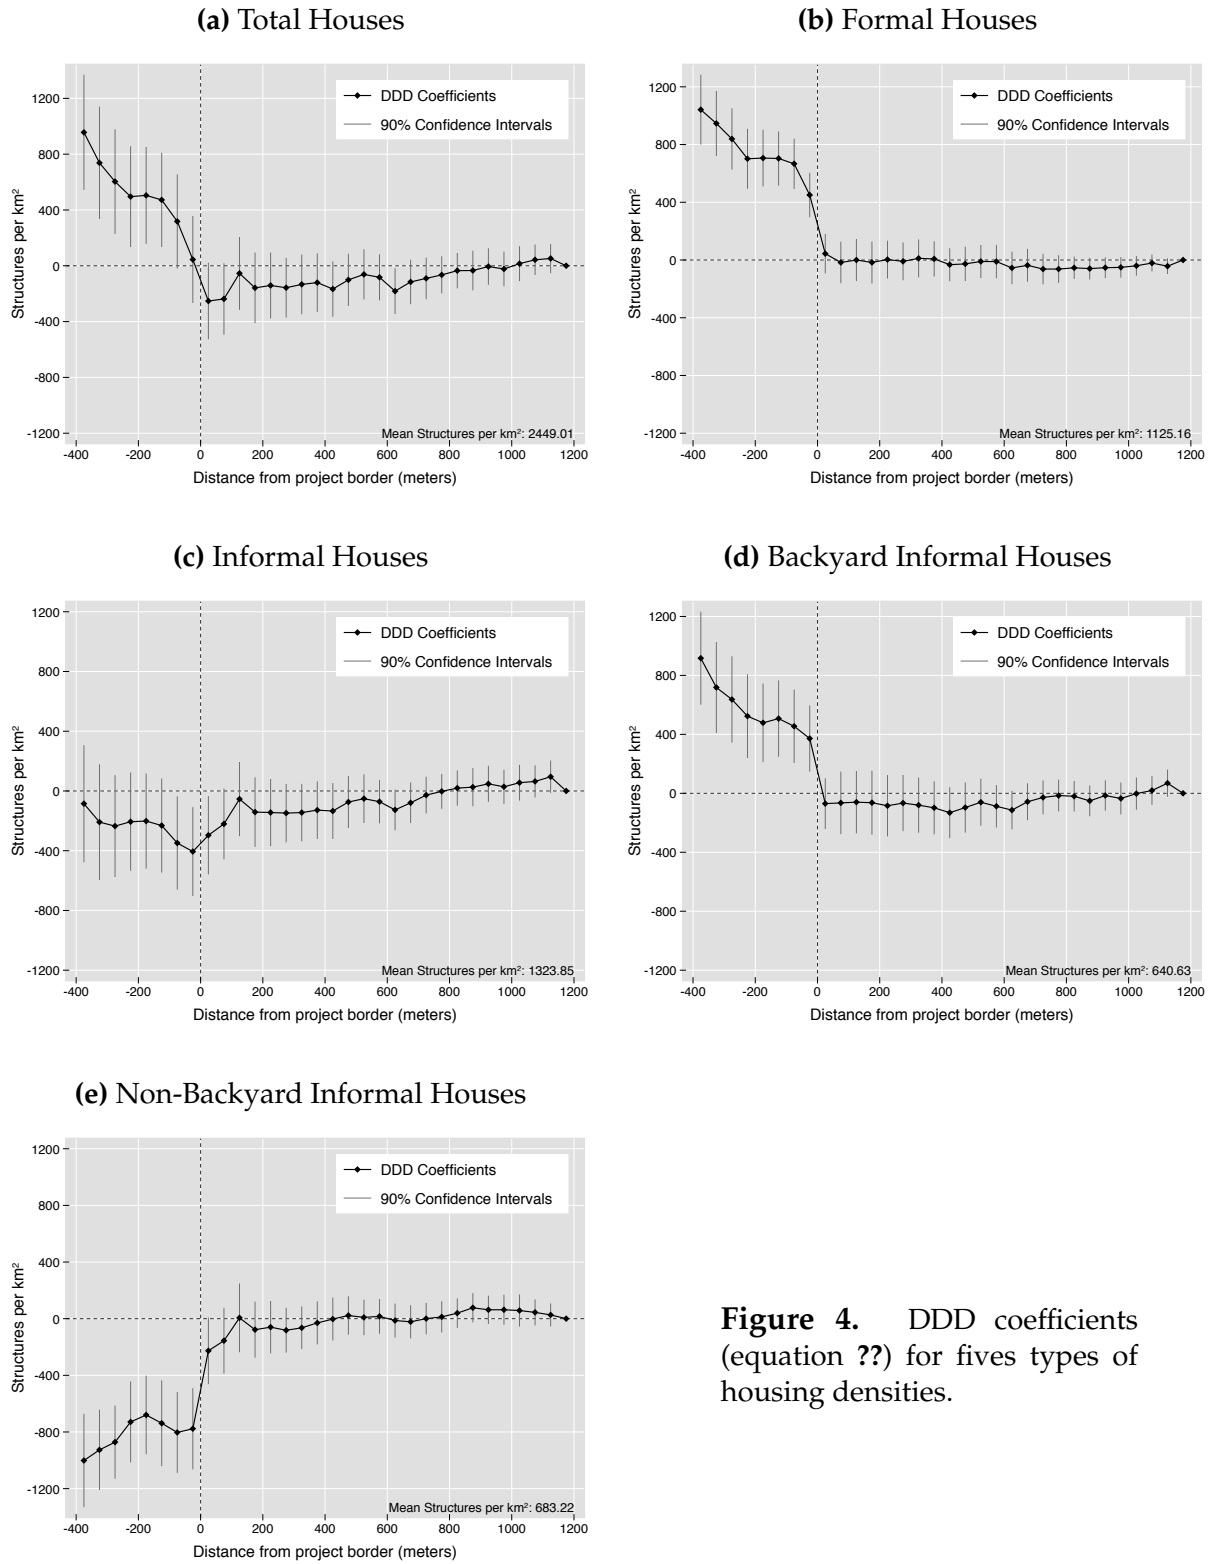 (a) Total Houses
Structures per km²
1200
800
400
0
-400
-800
-1200
DDD Coefficients
90% Confidence Intervals
Mean Structures per km²: 2449.01
-400 -200 0 200 400 600 800 1000 1200
Distance from project border (meters)
(b) Formal Houses
Structures per km²
1200
800
400
0
-400
-800
-1200
DDD Coefficients
90% Confidence Intervals
Mean Structures per km²: 1125.16
-400 -200 0 200 400 600 800 1000 1200
Distance from project border (meters)
(c) Informal Houses
Structures per km²
1200
800
400
0
-400
-800
-1200
DDD Coefficients
90% Confidence Intervals
Mean Structures per km²: 1323.85
-400 -200 0 200 400 600 800 1000 1200
Distance from project border (meters)
(d) Backyard Informal Houses
Structures per km²
1200
800
400
0
-400
-800
-1200
DDD Coefficients
90% Confidence Intervals
Mean Structures per km²: 640.63
-400 -200 0 200 400 600 800 1000 1200
Distance from project border (meters)
(e) Non-Backyard Informal Houses
Structures per km²
1200
800
400
0
-400
-800
-1200
DDD Coefficients
90% Confidence Intervals
Mean Structures per km²: 683.22
-400 -200 0 200 400 600 800 1000 1200
Distance from project border (meters)
Figure 4. DDD coefficients
(equation ??) for fives types of
housing densities.